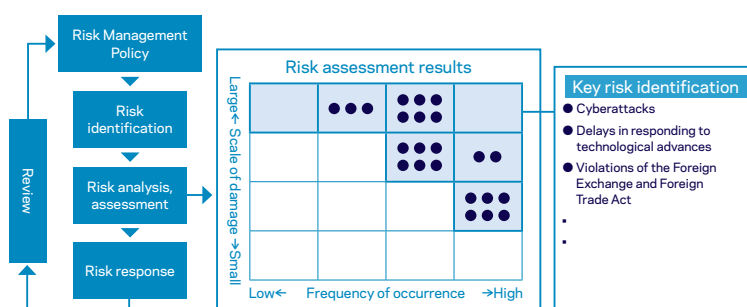 Risk Management
Policy
Risk
identification
Risk analysis,
assessment
Risk response
Review
Risk assessment results
Large← Scale of damage →Small
Low← Frequency of occurrence →High
Key risk identification
● Cyberattacks
● Delays in responding to
technological advances
● Violations of the Foreign
Exchange and Foreign
Trade Act